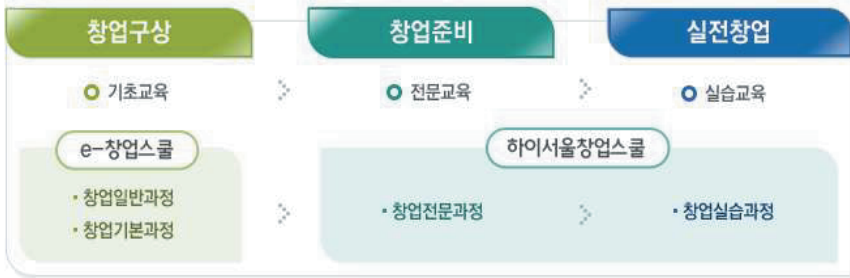 창업구상 창업준비 실전창업
기초교육 전문교육 실습교육
e-창업스쿨 하이서울창업스쿨
· 창업일반과정
· 창업기본과정
· 창업전문과정 · 창업실습과정